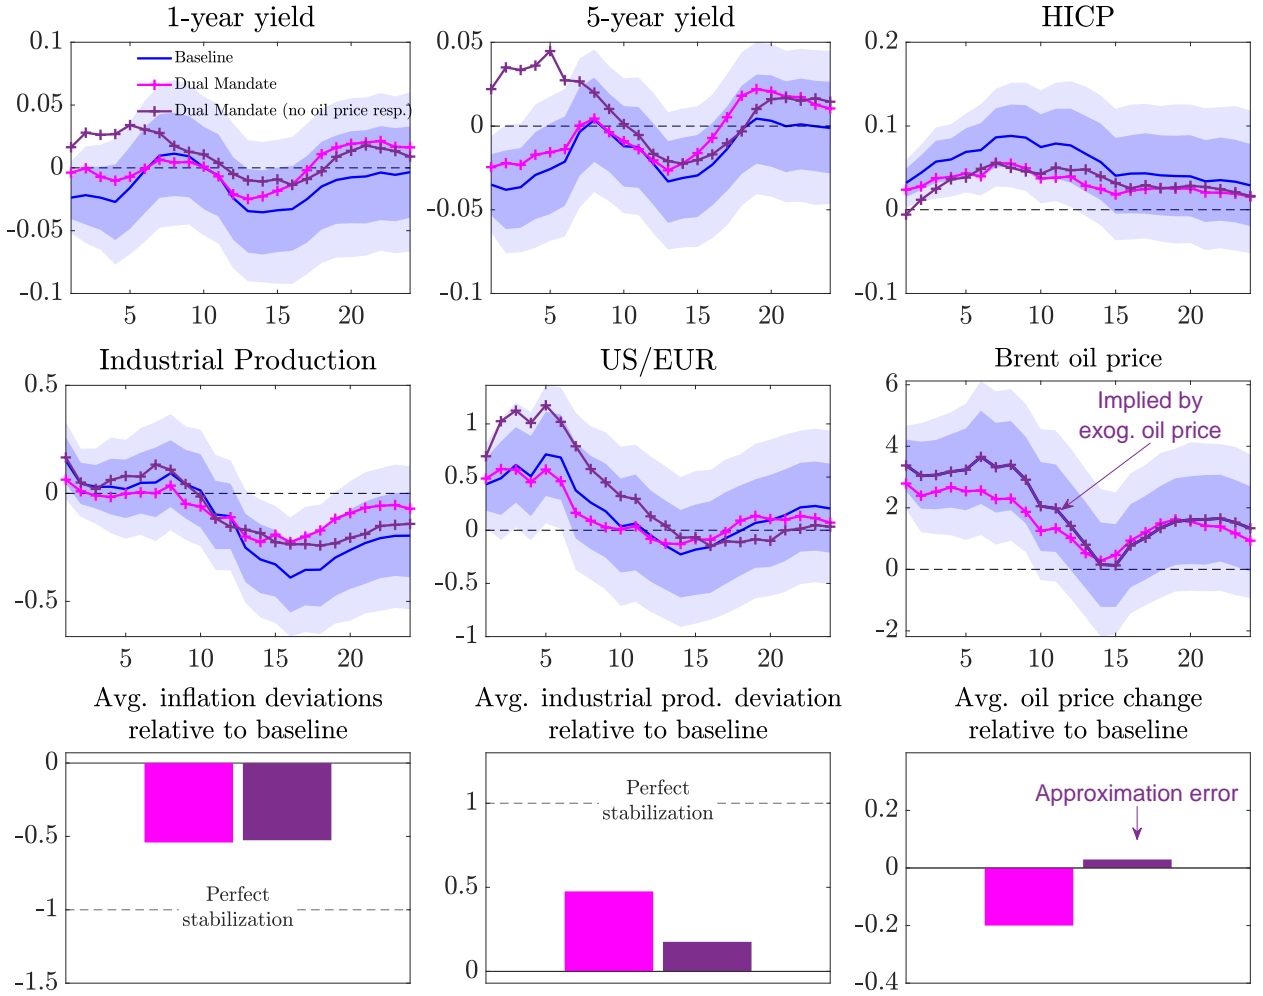 1-year yield
0.1
0.05
0
-0.05
-0.1
5
10
15
20
Baseline
Dual Mandate
Dual Mandate (no oil price resp.)
5-year yield
0.05
0
-0.05
-0.1
5
10
15
20
HICP
0.2
0.1
0
-0.1
5
10
15
20
Industrial Production
0.5
0
-0.5
5
10
15
20
US/EUR
1
0.5
0
-0.5
-1
5
10
15
20
Brent oil price
6
4
2
0
-2
5
10
15
20
Implied by
exog. oil price
Avg. inflation deviations
relative to baseline
0
-0.5
-1
-1.5
Perfect
stabilization
Avg. industrial prod. deviation
relative to baseline
1
0.5
0
Perfect
stabilization
Avg. oil price change
relative to baseline
0.2
0
-0.2
-0.4
Approximation error